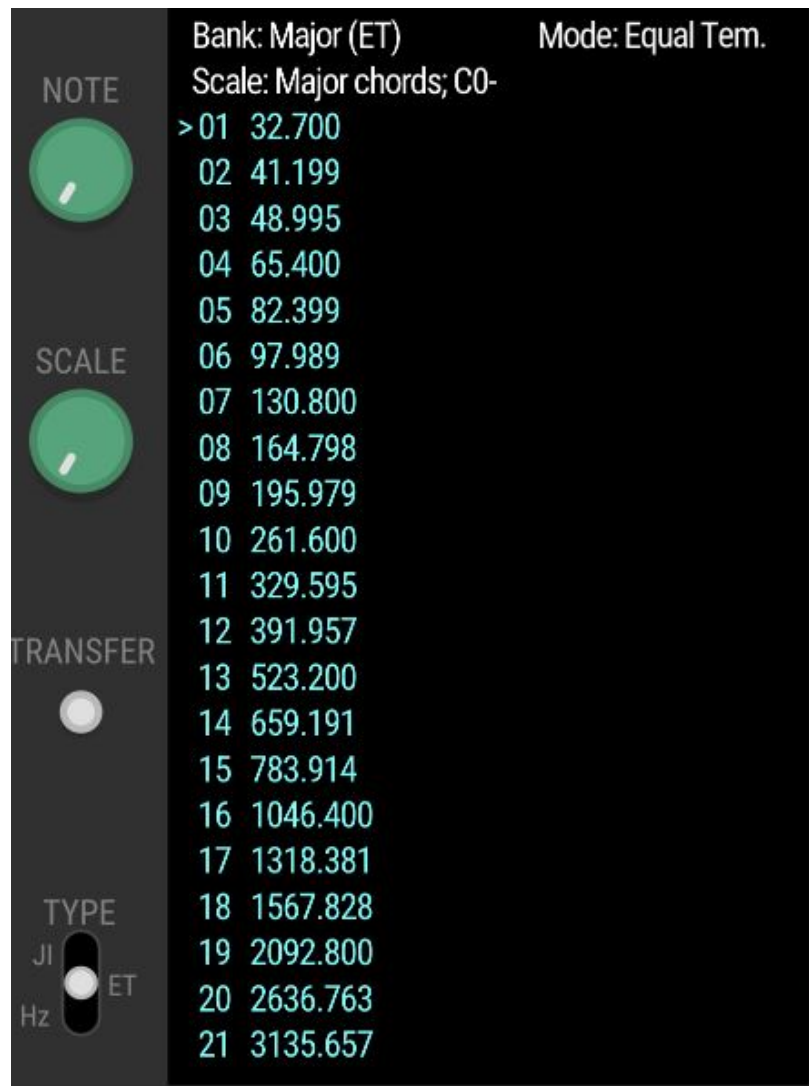 Bank: Major (ET) Mode: Equal Tem.
Scale: Major chords; C0-
NOTE
>01 32.700
02 41.199
03 48.995
04 65.400
05 82.399
SCALE
06 97.989
07 130.800
08 164.798
09 195.979
10 261.600
11 329.595
12 391.957
TRANSFER
13 523.200
14 659.191
15 783.914
16 1046.400
17 1318.381
18 1567.828
TYPE
19 2092.800
JI
ET
20 2636.763
Hz
21 3135.657